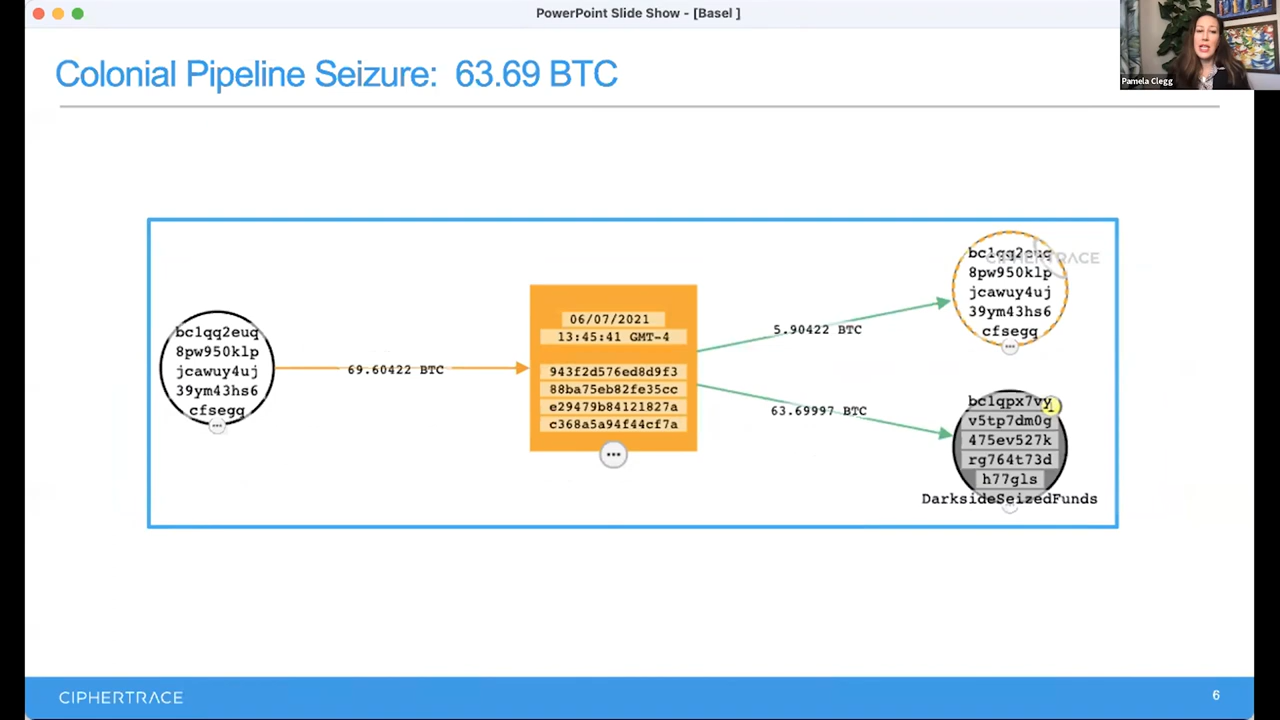 PowerPoint Slide Show - [Basel ]
Pamela Clegg
Colonial Pipeline Seizure: 63.69 BTC
bc1qq2euq
8pw950klp
jcawuy4uj
39ym43hs6
cfsegq
69.60422 BTC
06/07/2021
13:45:41 GMT-4
943f2d576ed8d9f3
88ba75eb82fe35cc
e29479b84121827a
c368a5a94f44cf7a
5.90422 BTC
63.69997 BTC
CIPHERTRACE
bc1qq2euq
8pw950klp
jcawuy4uj
39ym43hs6
cfsegq
bc1qpx7vy
v5tp7dm0g
475ev527k
rg764t73d
h77gls
DarksideSeizedFunds
CIPHERTRACE
6